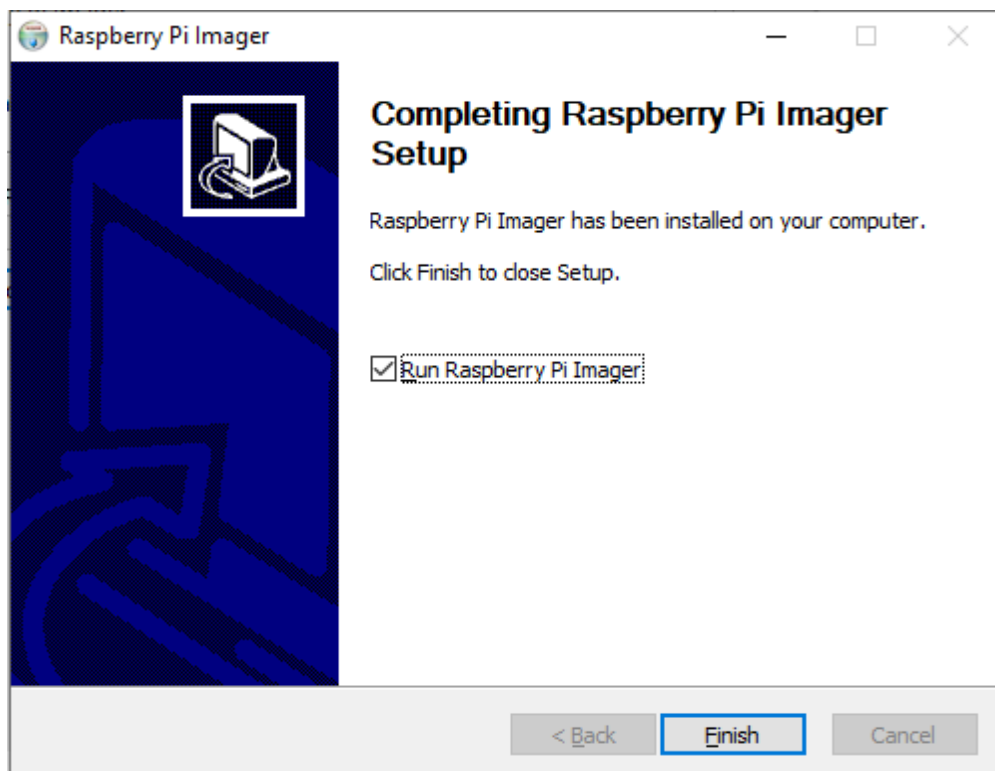 Raspberry Pi Imager
Completing Raspberry Pi Imager
Setup
Raspberry Pi Imager has been installed on your computer.
Click Finish to close Setup.
Run Raspberry Pi Imager
< Back
Finish
Cancel